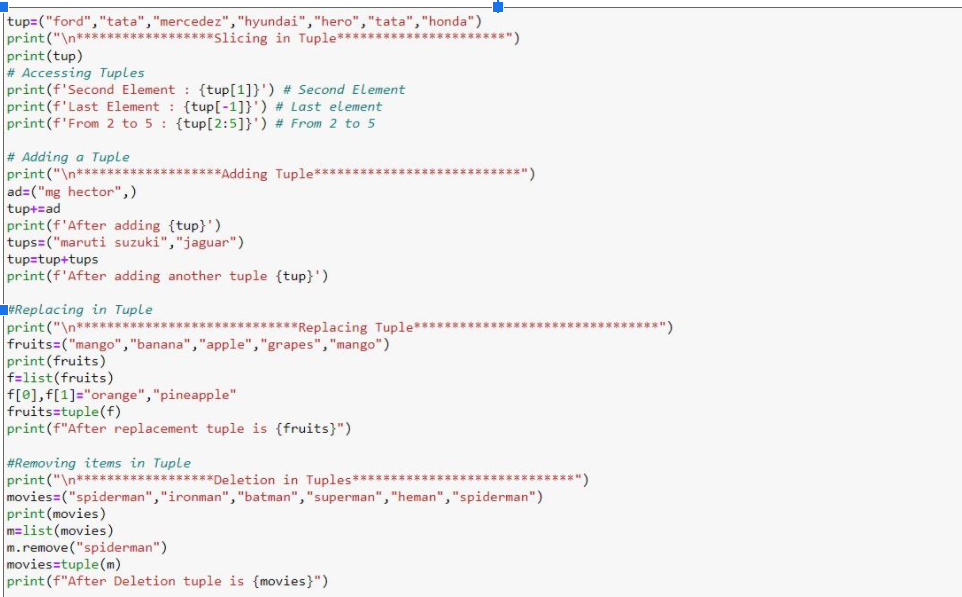 tup=("ford","tata","mercedez","hyundai","hero","tata","honda")
print("\n******************Slicing in Tuple**********************")
print(tup)
# Accessing Tuples
print(f'Second Element : {tup[1]}') # Second Element
print(f'Last Element : {tup[-1]}') # Last element
print(f'From 2 to 5 : {tup[2:5]}') # From 2 to 5
# Adding a Tuple
print("\n*******************Adding Tuple***************************")
ad=("mg hector",)
tup+=ad
print(f'After adding {tup}')
tups=("maruti suzuki","jaguar")
tup=tup+tups
print(f'After adding another tuple {tup}')
#Replacing in Tuple
print("\n*****************************Replacing Tuple********************************")
fruits=("mango","banana","apple","grapes","mango")
print(fruits)
f=list(fruits)
f[0],f[1]="orange","pineapple"
fruits=tuple(f)
print(f"After replacement tuple is {fruits}")
#Removing items in Tuple
print("\n******************Deletion in Tuples*****************************")
movies=("spiderman","ironman","batman","superman","heman","spiderman")
print(movies)
m=list(movies)
m.remove("spiderman")
movies=tuple(m)
print(f"After Deletion tuple is {movies}")